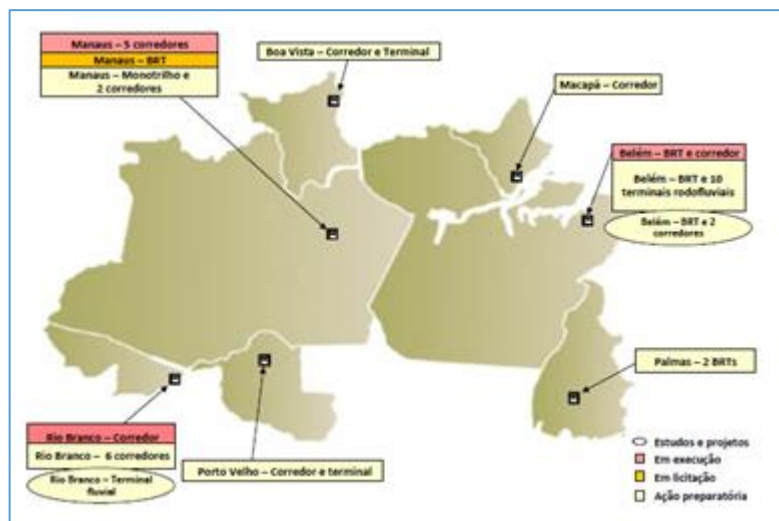 Manaus – 5 corredores
Manaus – BRT
Manaus – Monotrilho e
2 corredores
Boa Vista – Corredor e Terminal
Macapá – Corredor
Belém – BRT e corredor
Belém – BRT e 10
terminais rodofluviais
Belém – BRT e 2
corredores
Palmas – 2 BRTs
Rio Branco – Corredor
Rio Branco – 6 corredores
Rio Branco – Terminal
fluvial
Porto Velho – Corredor e terminal
Estudos e projetos
Em execução
Em licitação
Ação preparatória